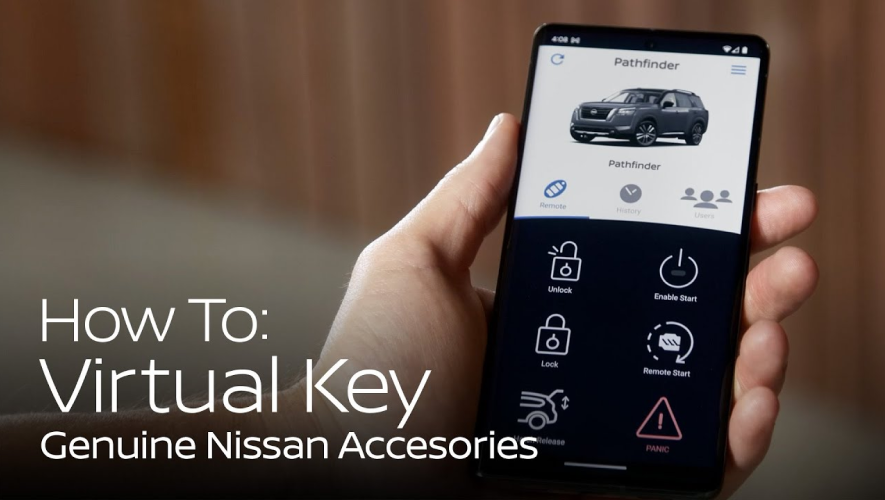 4:08
Pathfinder
Pathfinder
Remote
History
Users
Unlock
Enable Start
Lock
Remote Start
Release
PANIC
How To:
Virtual Key
Genuine Nissan Accesories